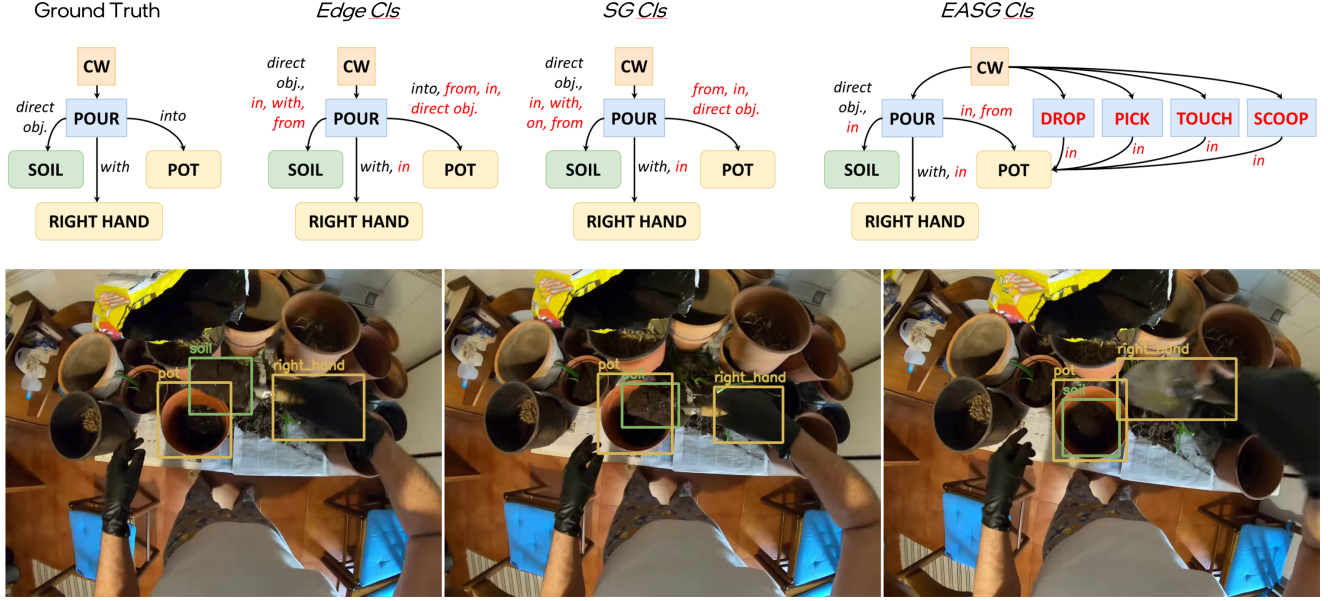 Ground Truth
CW
direct
obj.
POUR
into
SOIL
with
POT
RIGHT HAND
Edge Cls
CW
direct
obj.,
in, with,
from
POUR
into, from, in,
direct obj.
SOIL
with, in
POT
RIGHT HAND
SG Cls
CW
direct
obj.,
in, with,
on, from
POUR
from, in,
direct obj.
SOIL
with, in
POT
RIGHT HAND
EASG Cls
CW
direct
obj.,
in
POUR
in, from
DROP
PICK
TOUCH
SCOOP
in
in
in
in
SOIL
with, in
POT
RIGHT HAND
soil
pot
right_hand
pot
soil
right_hand
right_hand
pot
soil